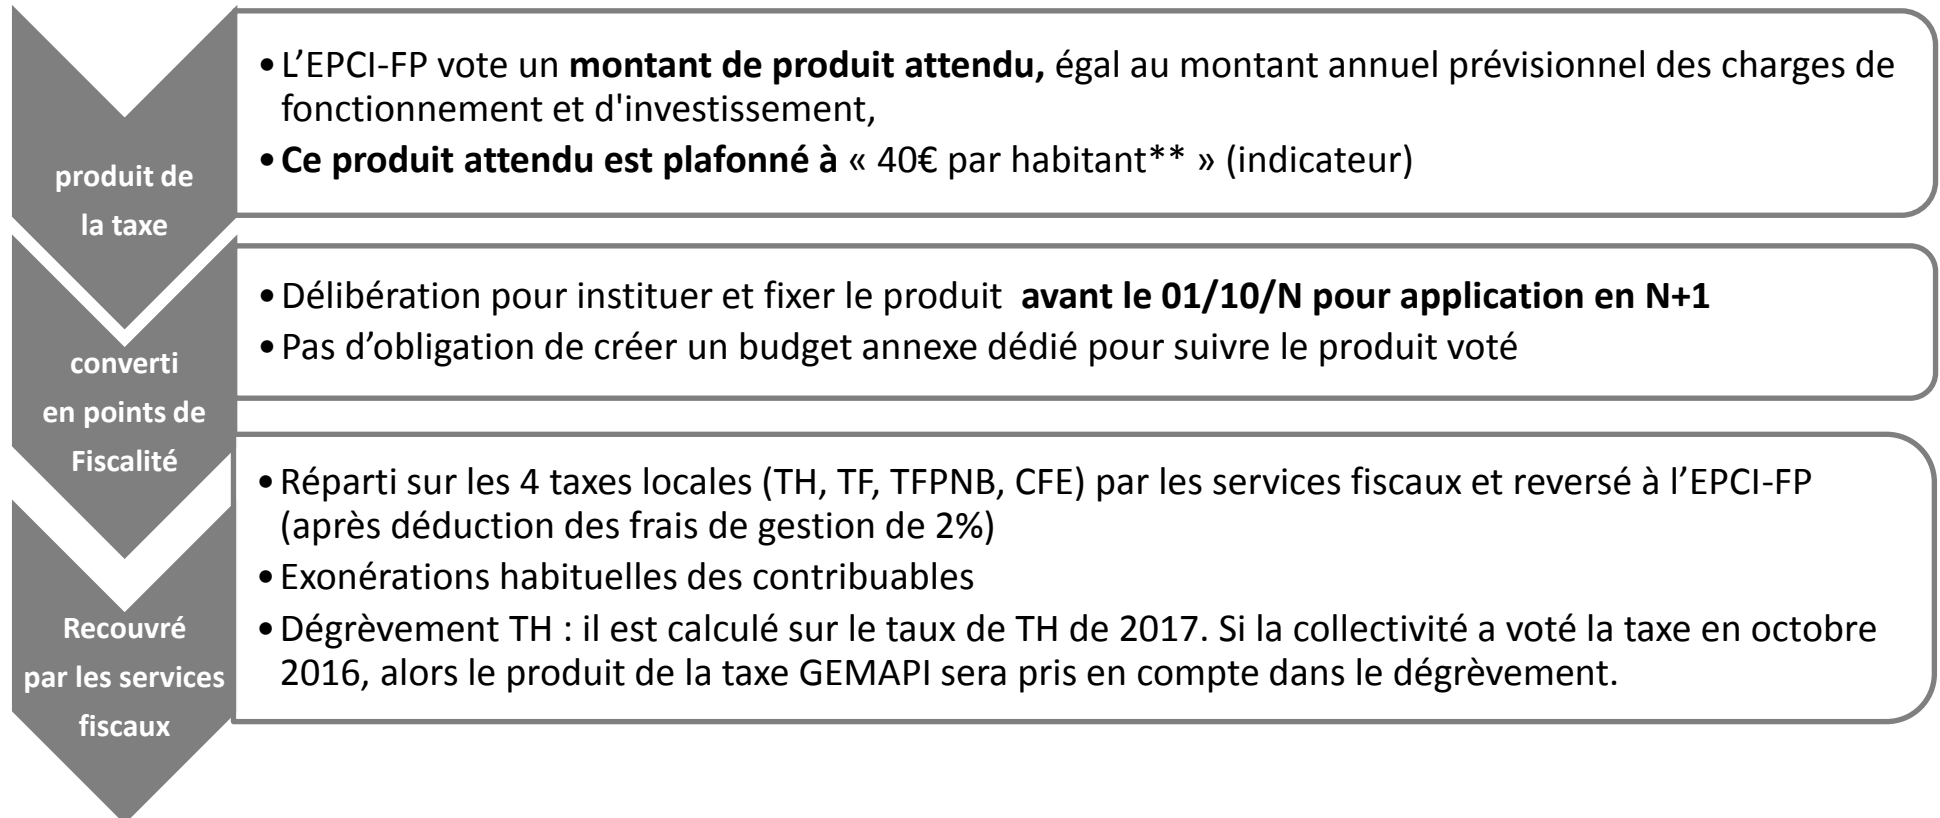 produit de
la taxe
•L’EPCI-FP vote un montant de produit attendu, égal au montant annuel prévisionnel des charges de
fonctionnement et d'investissement,
•Ce produit attendu est plafonné à « 40€ par habitant** » (indicateur)
converti
en points de
Fiscalité
•Délibération pour instituer et fixer le produit avant le 01/10/N pour application en N+1
•Pas d’obligation de créer un budget annexe dédié pour suivre le produit voté
Recouvré
par les services
fiscaux
•Réparti sur les 4 taxes locales (TH, TF, TFPNB, CFE) par les services fiscaux et reversé à l’EPCI-FP
(après déduction des frais de gestion de 2%)
•Exonérations habituelles des contribuables
•Dégrèvement TH : il est calculé sur le taux de TH de 2017. Si la collectivité a voté la taxe en octobre
2016, alors le produit de la taxe GEMAPI sera pris en compte dans le dégrèvement.